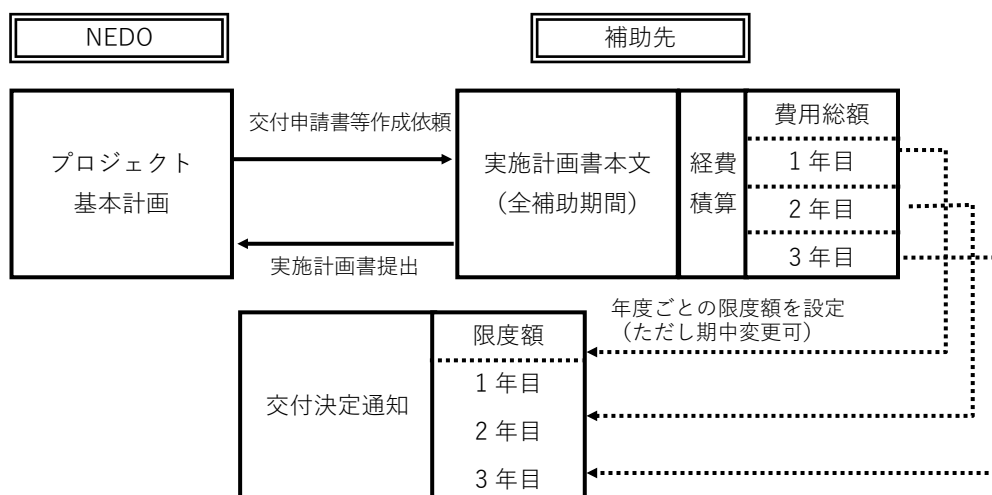 NEDO
補助先
プロジェクト
基本計画
交付申請書等作成依頼
実施計画書提出
実施計画書本文
（全補助期間）
経費
積算
費用総額
1 年目
2 年目
3 年目
年度ごとの限度額を設定
（ただし期中変更可）
交付決定通知
限度額
1 年目
2 年目
3 年目